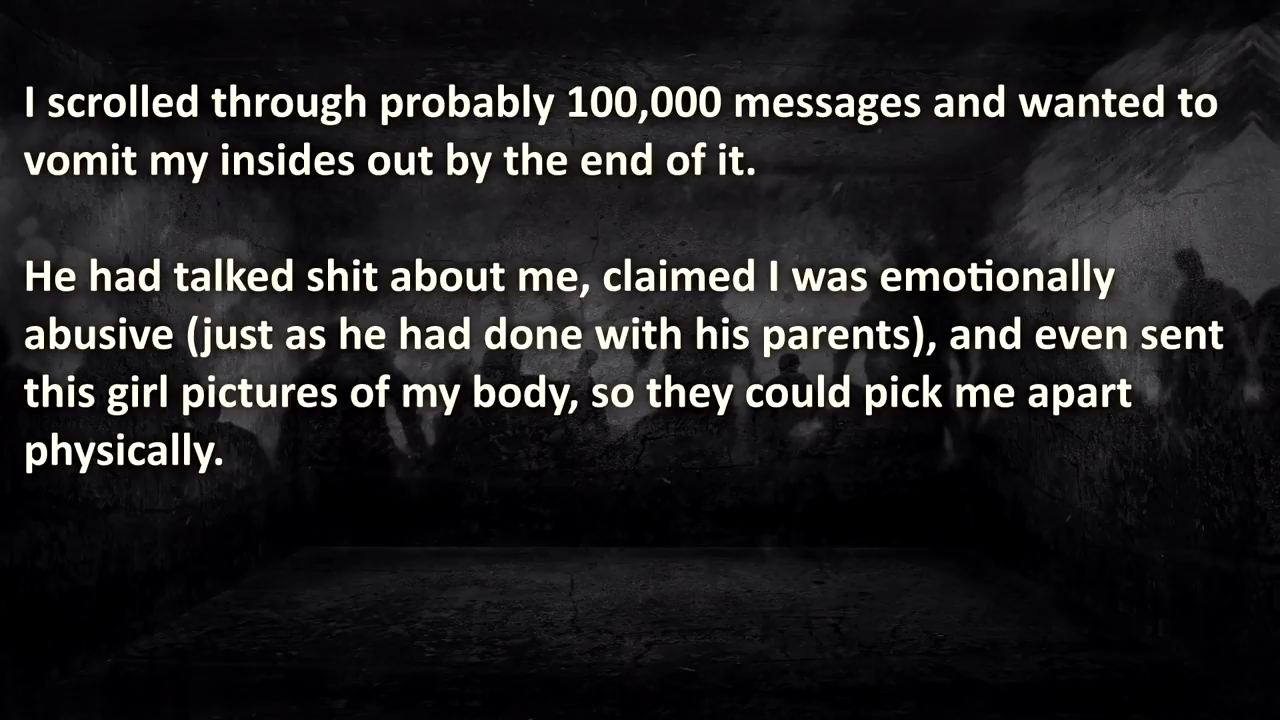 I scrolled through probably 100,000 messages and wanted to
vomit my insides out by the end of it.
He had talked shit about me, claimed I was emotionally
abusive (just as he had done with his parents), and even sent
this girl pictures of my body, so they could pick me apart
physically.